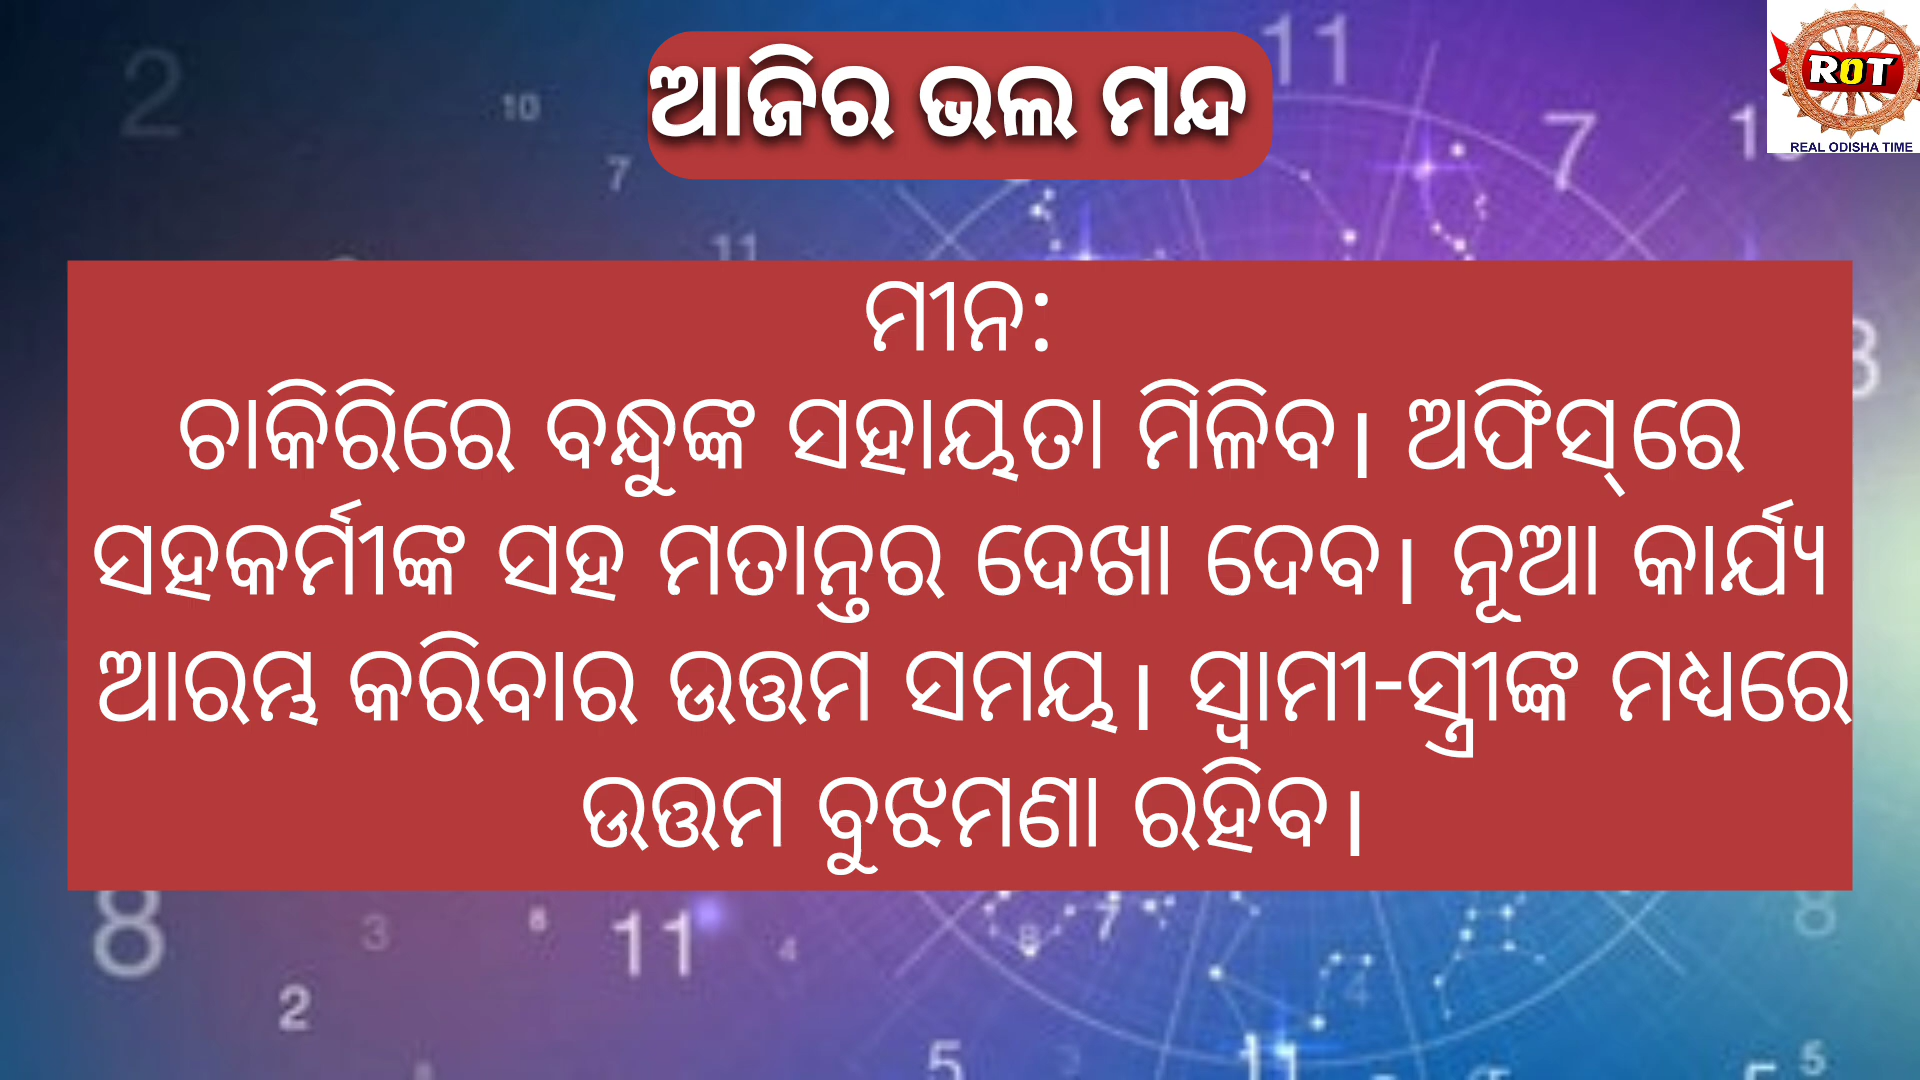 ଆଜିର ଭଲ ମନ୍ଦ
ROT
REAL ODISHA TIME
ମୀନ:
ଚାକିରିରେ ବନ୍ଧୁଙ୍କ ସହାୟତା ମିଳିବ। ଅଫିସ୍‌ରେ
ସହକର୍ମୀଙ୍କ ସହ ମତାନ୍ତର ଦେଖା ଦେବ। ନୂଆ କାର୍ଯ୍ୟ
ଆରମ୍ଭ କରିବାର ଉତ୍ତମ ସମୟ। ସ୍ୱାମୀ-ସ୍ତ୍ରୀଙ୍କ ମଧ୍ୟରେ
ଉତ୍ତମ ବୁଝମଣା ରହିବ।